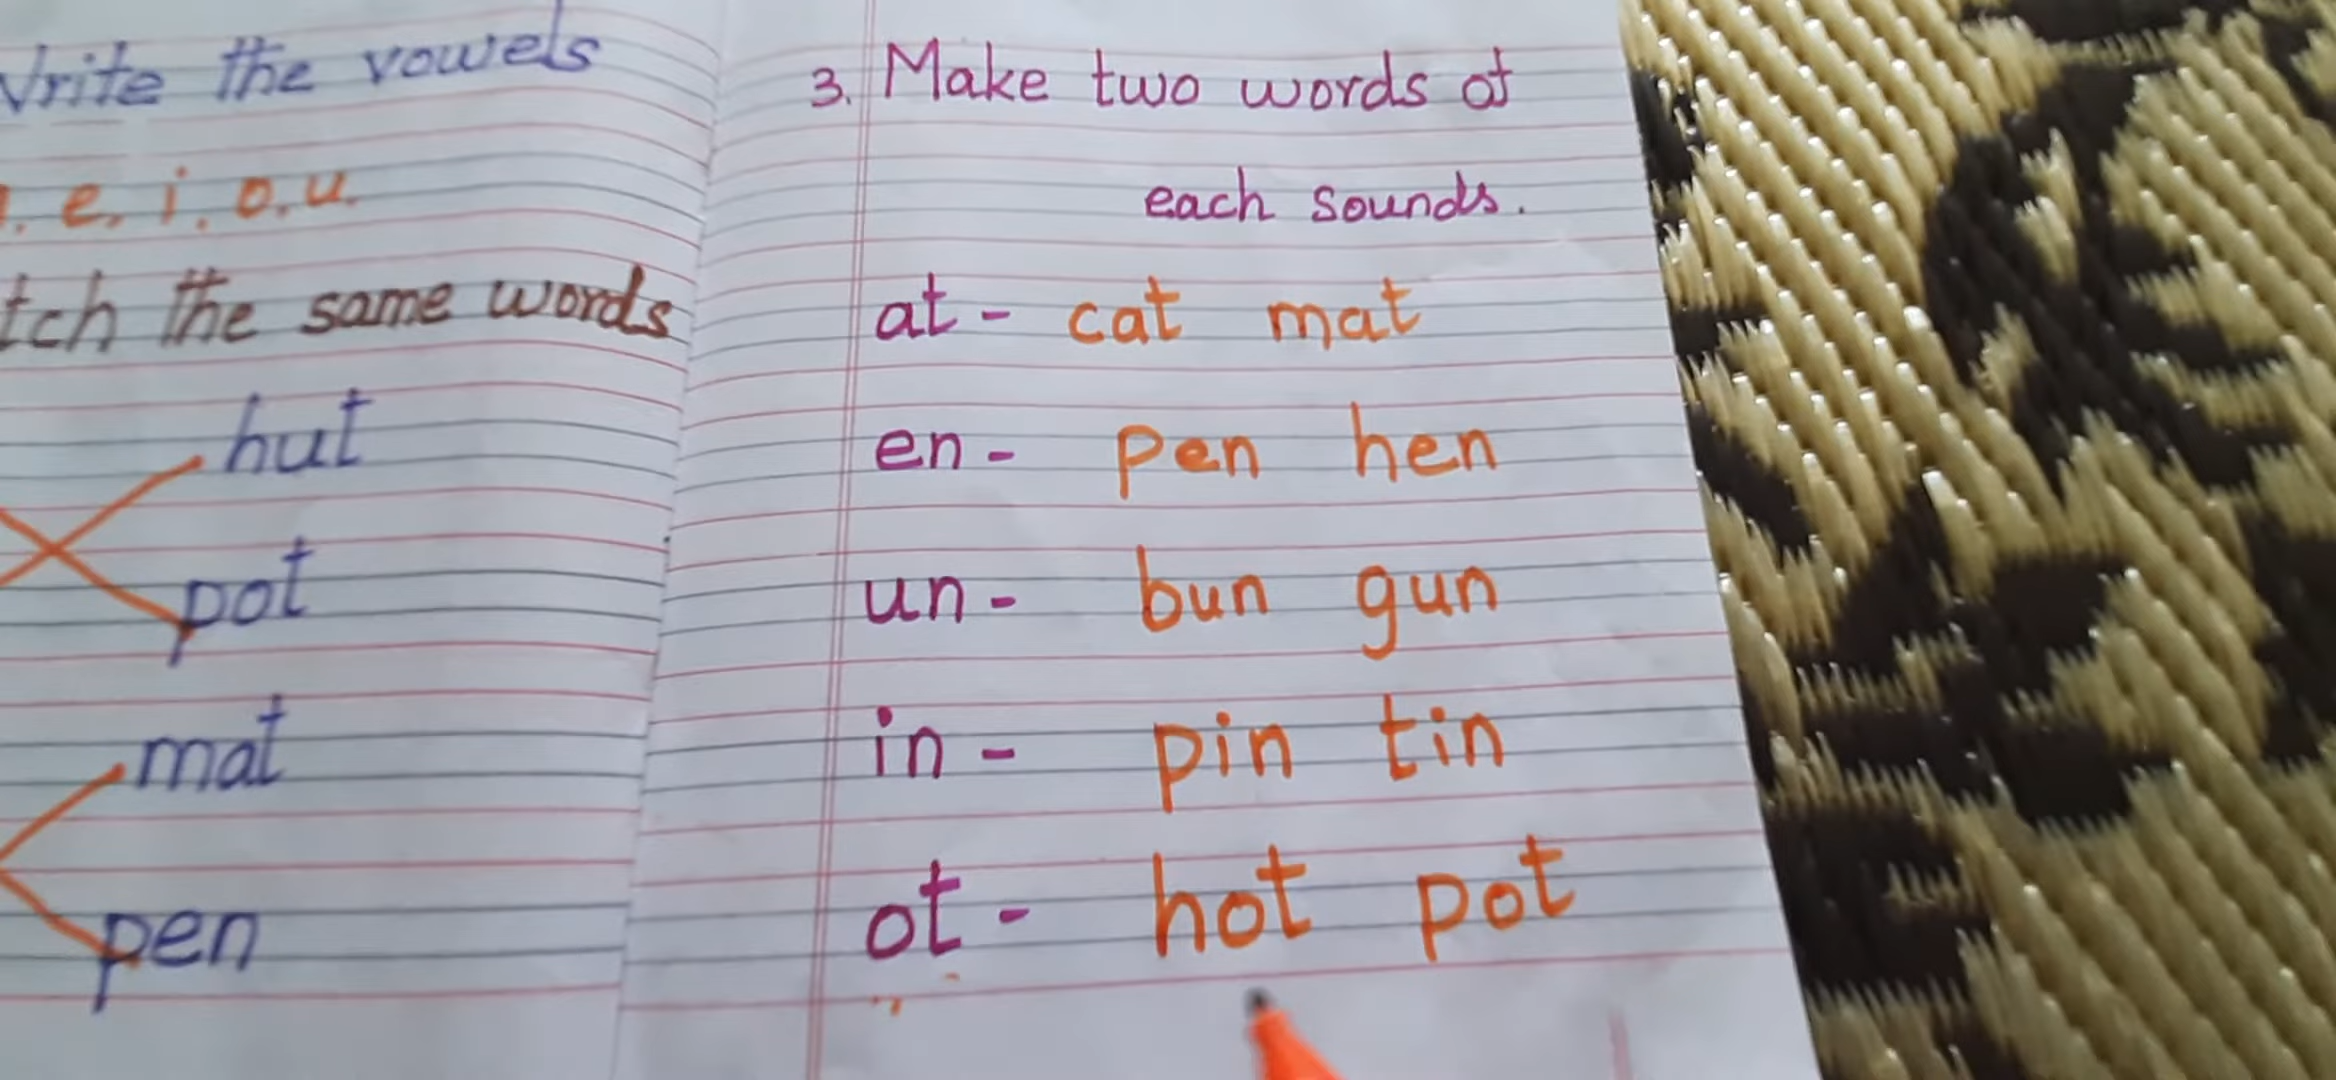 Write the vowels
e, i, o, u.
the same words
hut
pot
mat
pen
3. Make two words of
each sounds.
at - cat mat
en - pen hen
un - bun gun
in - pin tin
ot - hot pot